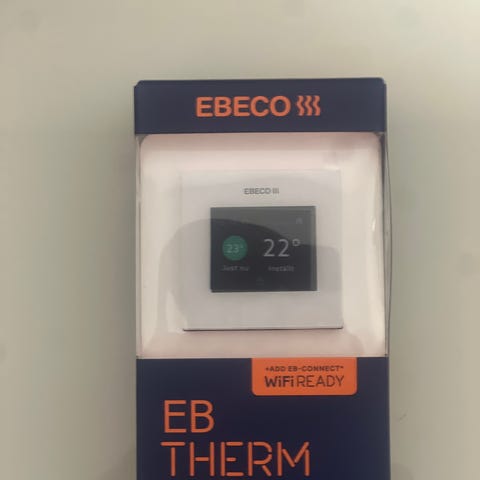 EBECO
EBECO
23° 22°
Just nu Inställt
+ADD EB-CONNECT*
WiFi READY
EB
THERM